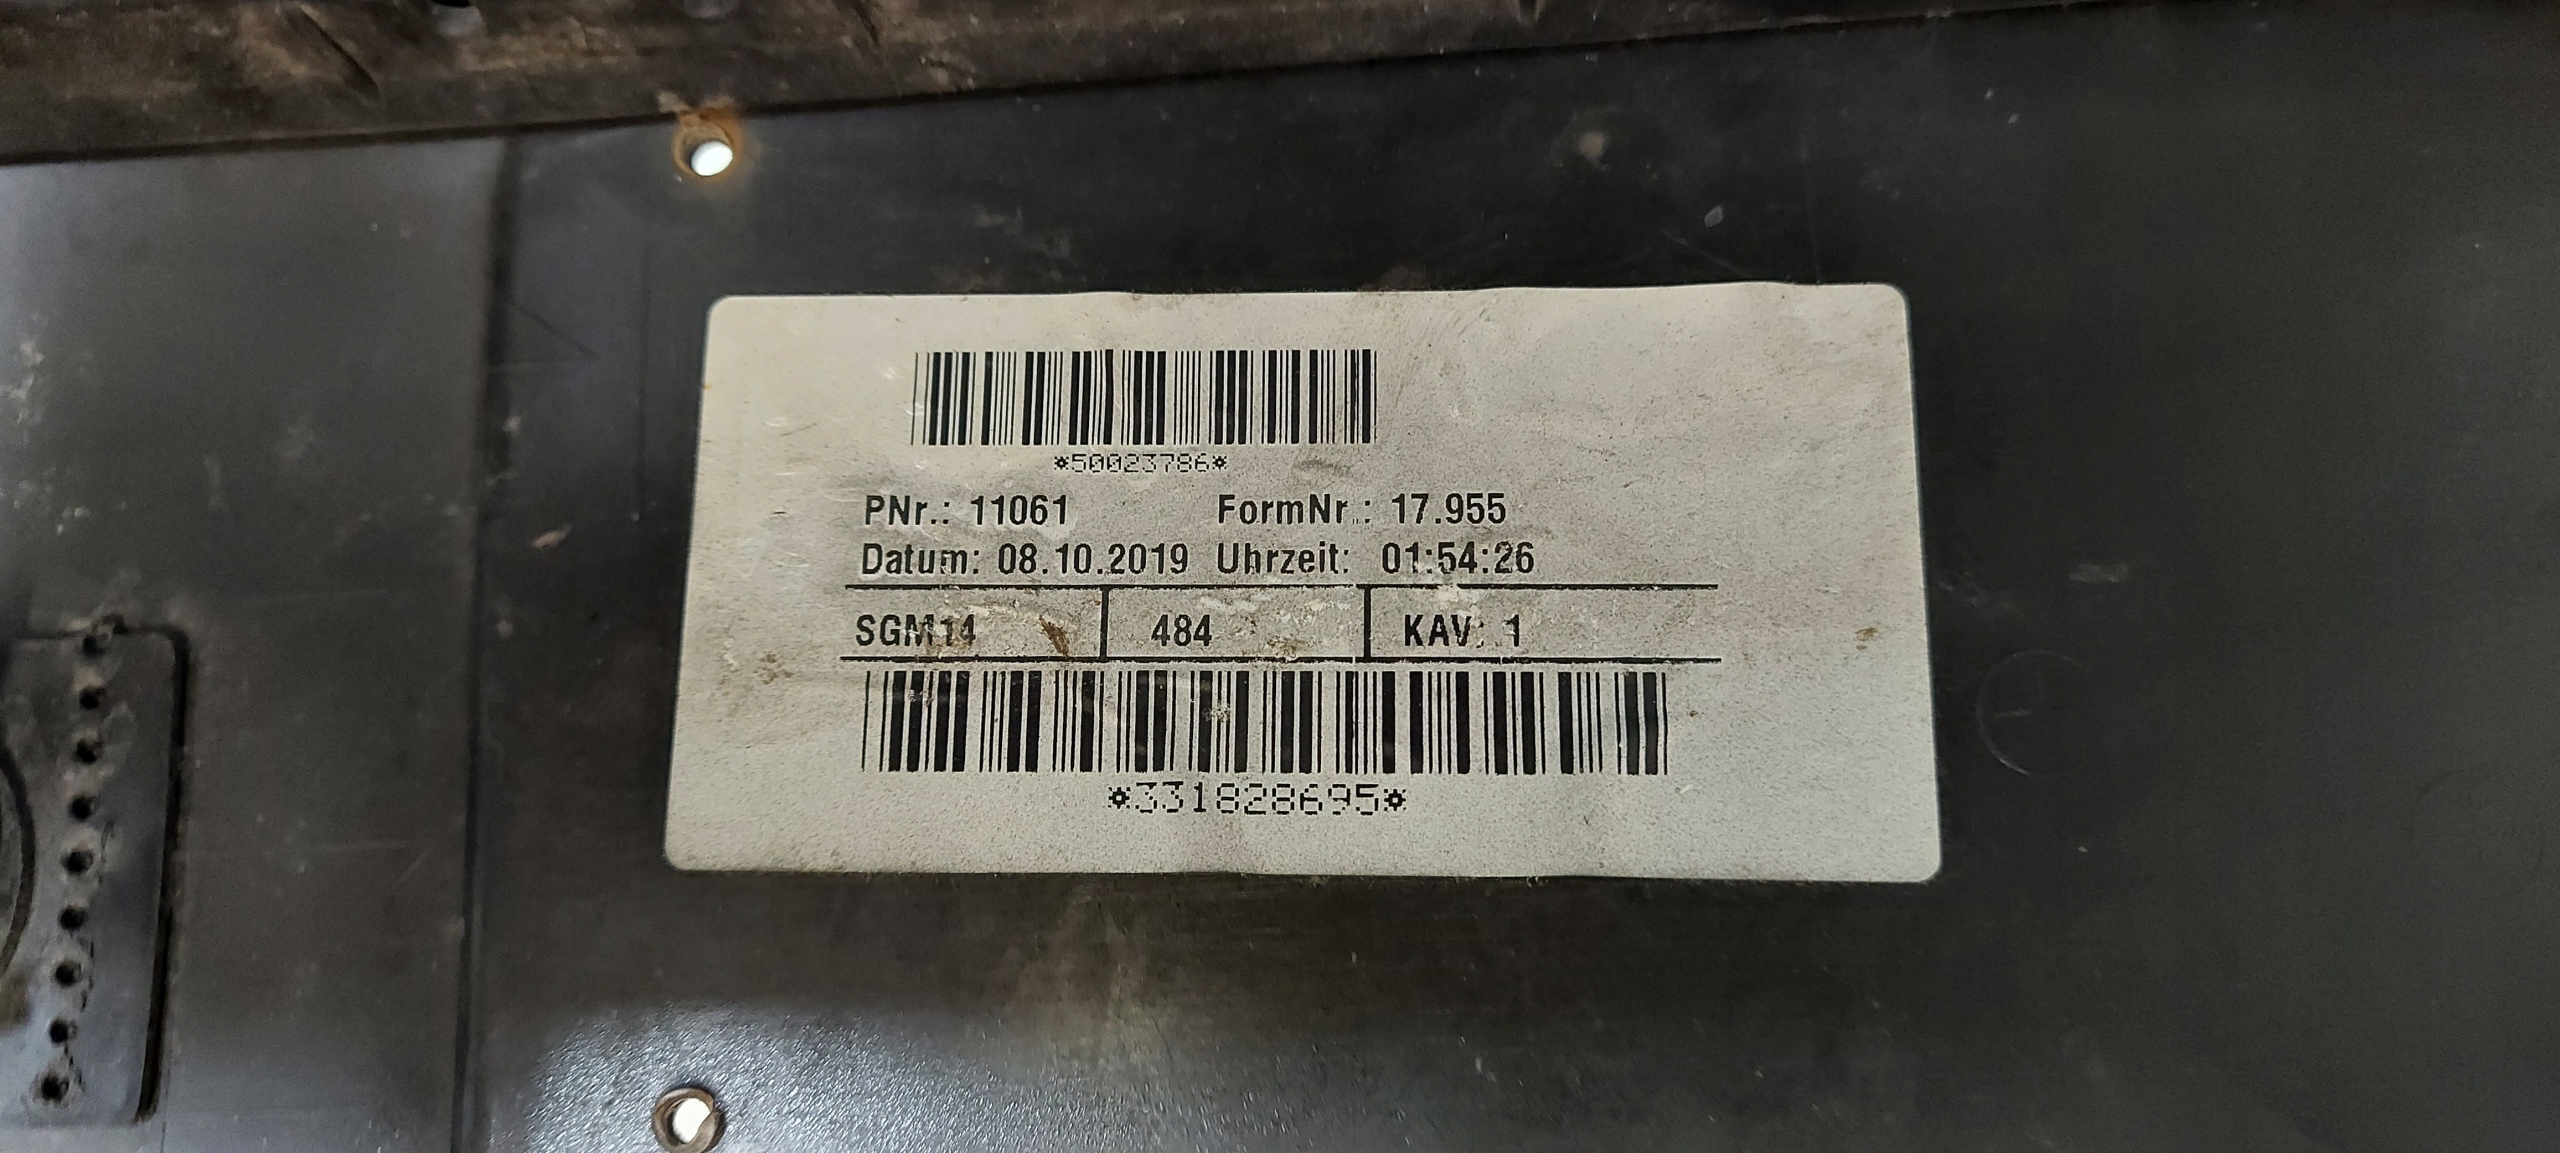 *50023786*
PNr.: 11061 FormNr.: 17.955
Datum: 08.10.2019 Uhrzeit: 01:54:26
SGM14 484 KAV: 1
*331828695*